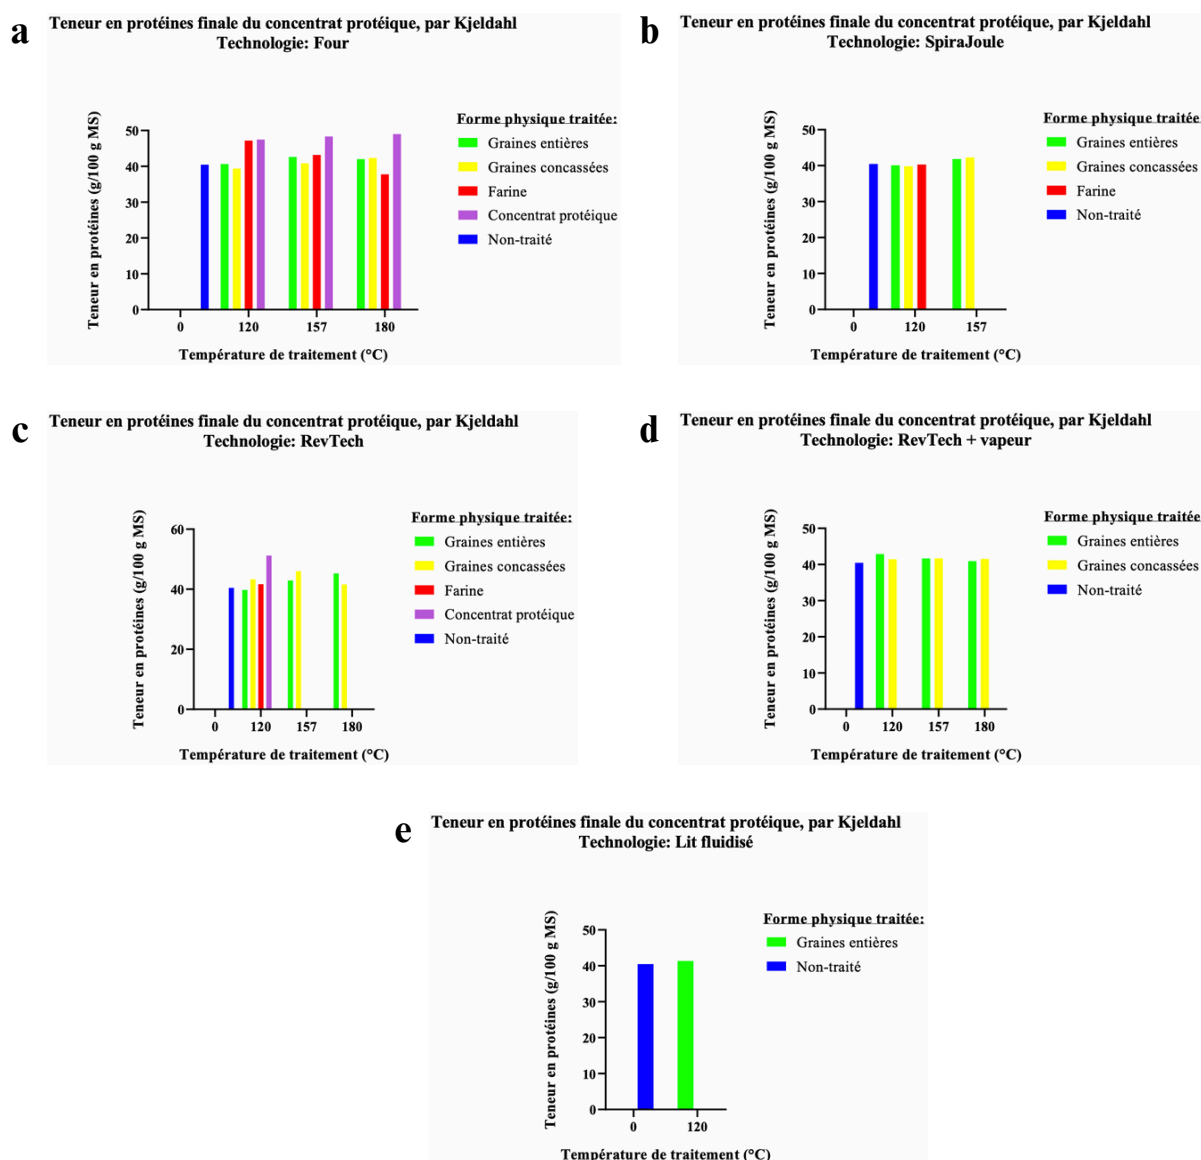 a
Teneur en protéines finale du concentrat protéique, par Kjeldahl
Technologie: Four
Teneur en protéines (g/100 g MS)
50
40
30
20
10
0
0 120 157 180
Température de traitement (°C)
Forme physique traitée:
Graines entières
Graines concassées
Farine
Concentrat protéique
Non-traité
b
Teneur en protéines finale du concentrat protéique, par Kjeldahl
Technologie: SpiraJoule
Teneur en protéines (g/100 g MS)
50
40
30
20
10
0
0 120 157
Température de traitement (°C)
Forme physique traitée
Graines entières
Graines concassées
Farine
Non-traité
c
Teneur en protéines finale du concentrat protéique, par Kjeldahl
Technologie: RevTech
Teneur en protéines (g/100 g MS)
60
40
20
0
0 120 157 180
Température de traitement (°C)
Forme physique traitée:
Graines entières
Graines concassées
Farine
Concentrat protéique
Non-traité
d
Teneur en protéines finale du concentrat protéique, par Kjeldahl
Technologie: RevTech + vapeur
Teneur en protéines (g/100 g MS)
50
40
30
20
10
0
0 120 157 180
Température de traitement (°C)
Forme physique traitée
Graines entières
Graines concassées
Non-traité
e
Teneur en protéines finale du concentrat protéique, par Kjeldahl
Technologie: Lit fluidisé
Teneur en protéines (g/100 g MS)
50
40
30
20
10
0
0 120
Température de traitement (°C)
Forme physique traitée:
Graines entières
Non-traité